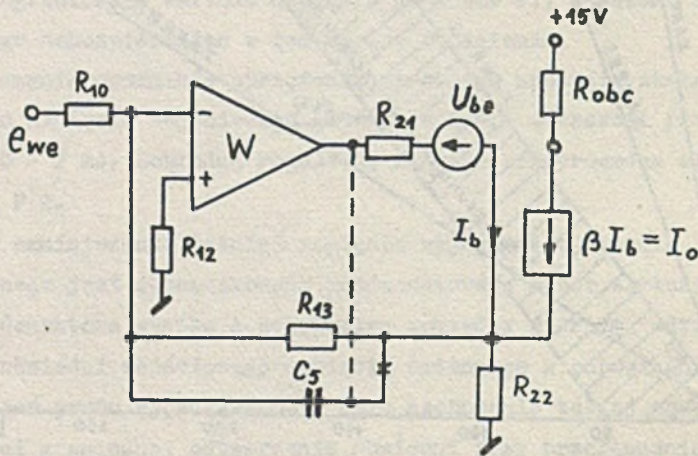 +15V
R10
Robc
Ube
R21
ewe
−
W
+
R12
Ib
βIb = Io
R13
C5
R22